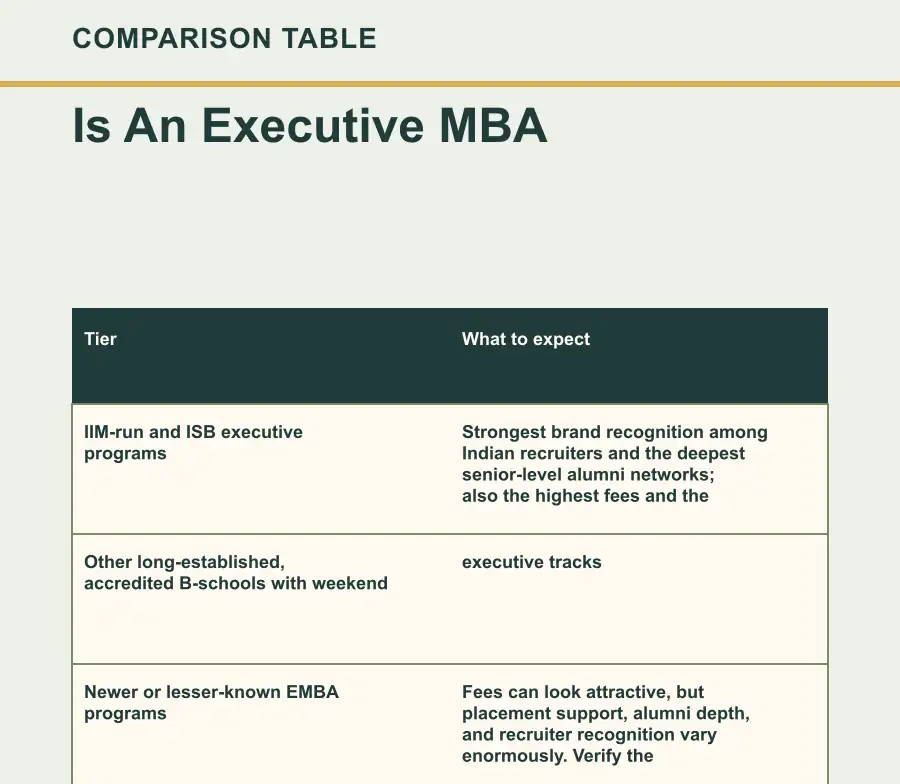 COMPARISON TABLE
Is An Executive MBA
Tier
What to expect
IIM-run and ISB executive
programs
Strongest brand recognition among
Indian recruiters and the deepest
senior-level alumni networks;
also the highest fees and the
Other long-established,
accredited B-schools with weekend
executive tracks
Newer or lesser-known EMBA
programs
Fees can look attractive, but
placement support, alumni depth,
and recruiter recognition vary
enormously. Verify the